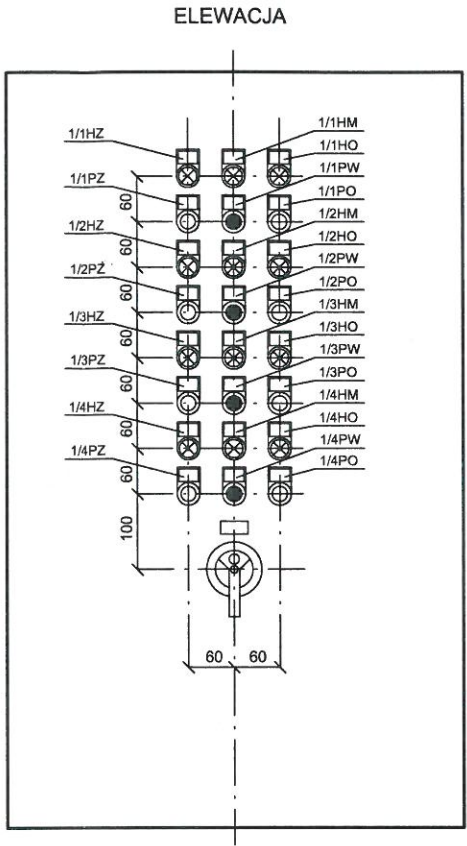 ELEWACJA
1/1HM
1/1HZ
1/1HO
1/1PW
1/1PZ
1/1PO
60
1/2HM
1/2HZ
1/2HO
60
1/2PW
1/2PZ
1/2PO
60
1/3HM
1/3HZ
1/3HO
60
1/3PW
1/3PZ
1/3PO
60
1/4HM
1/4HZ
1/4HO
60
1/4PW
1/4PZ
1/4PO
60
100
60 60